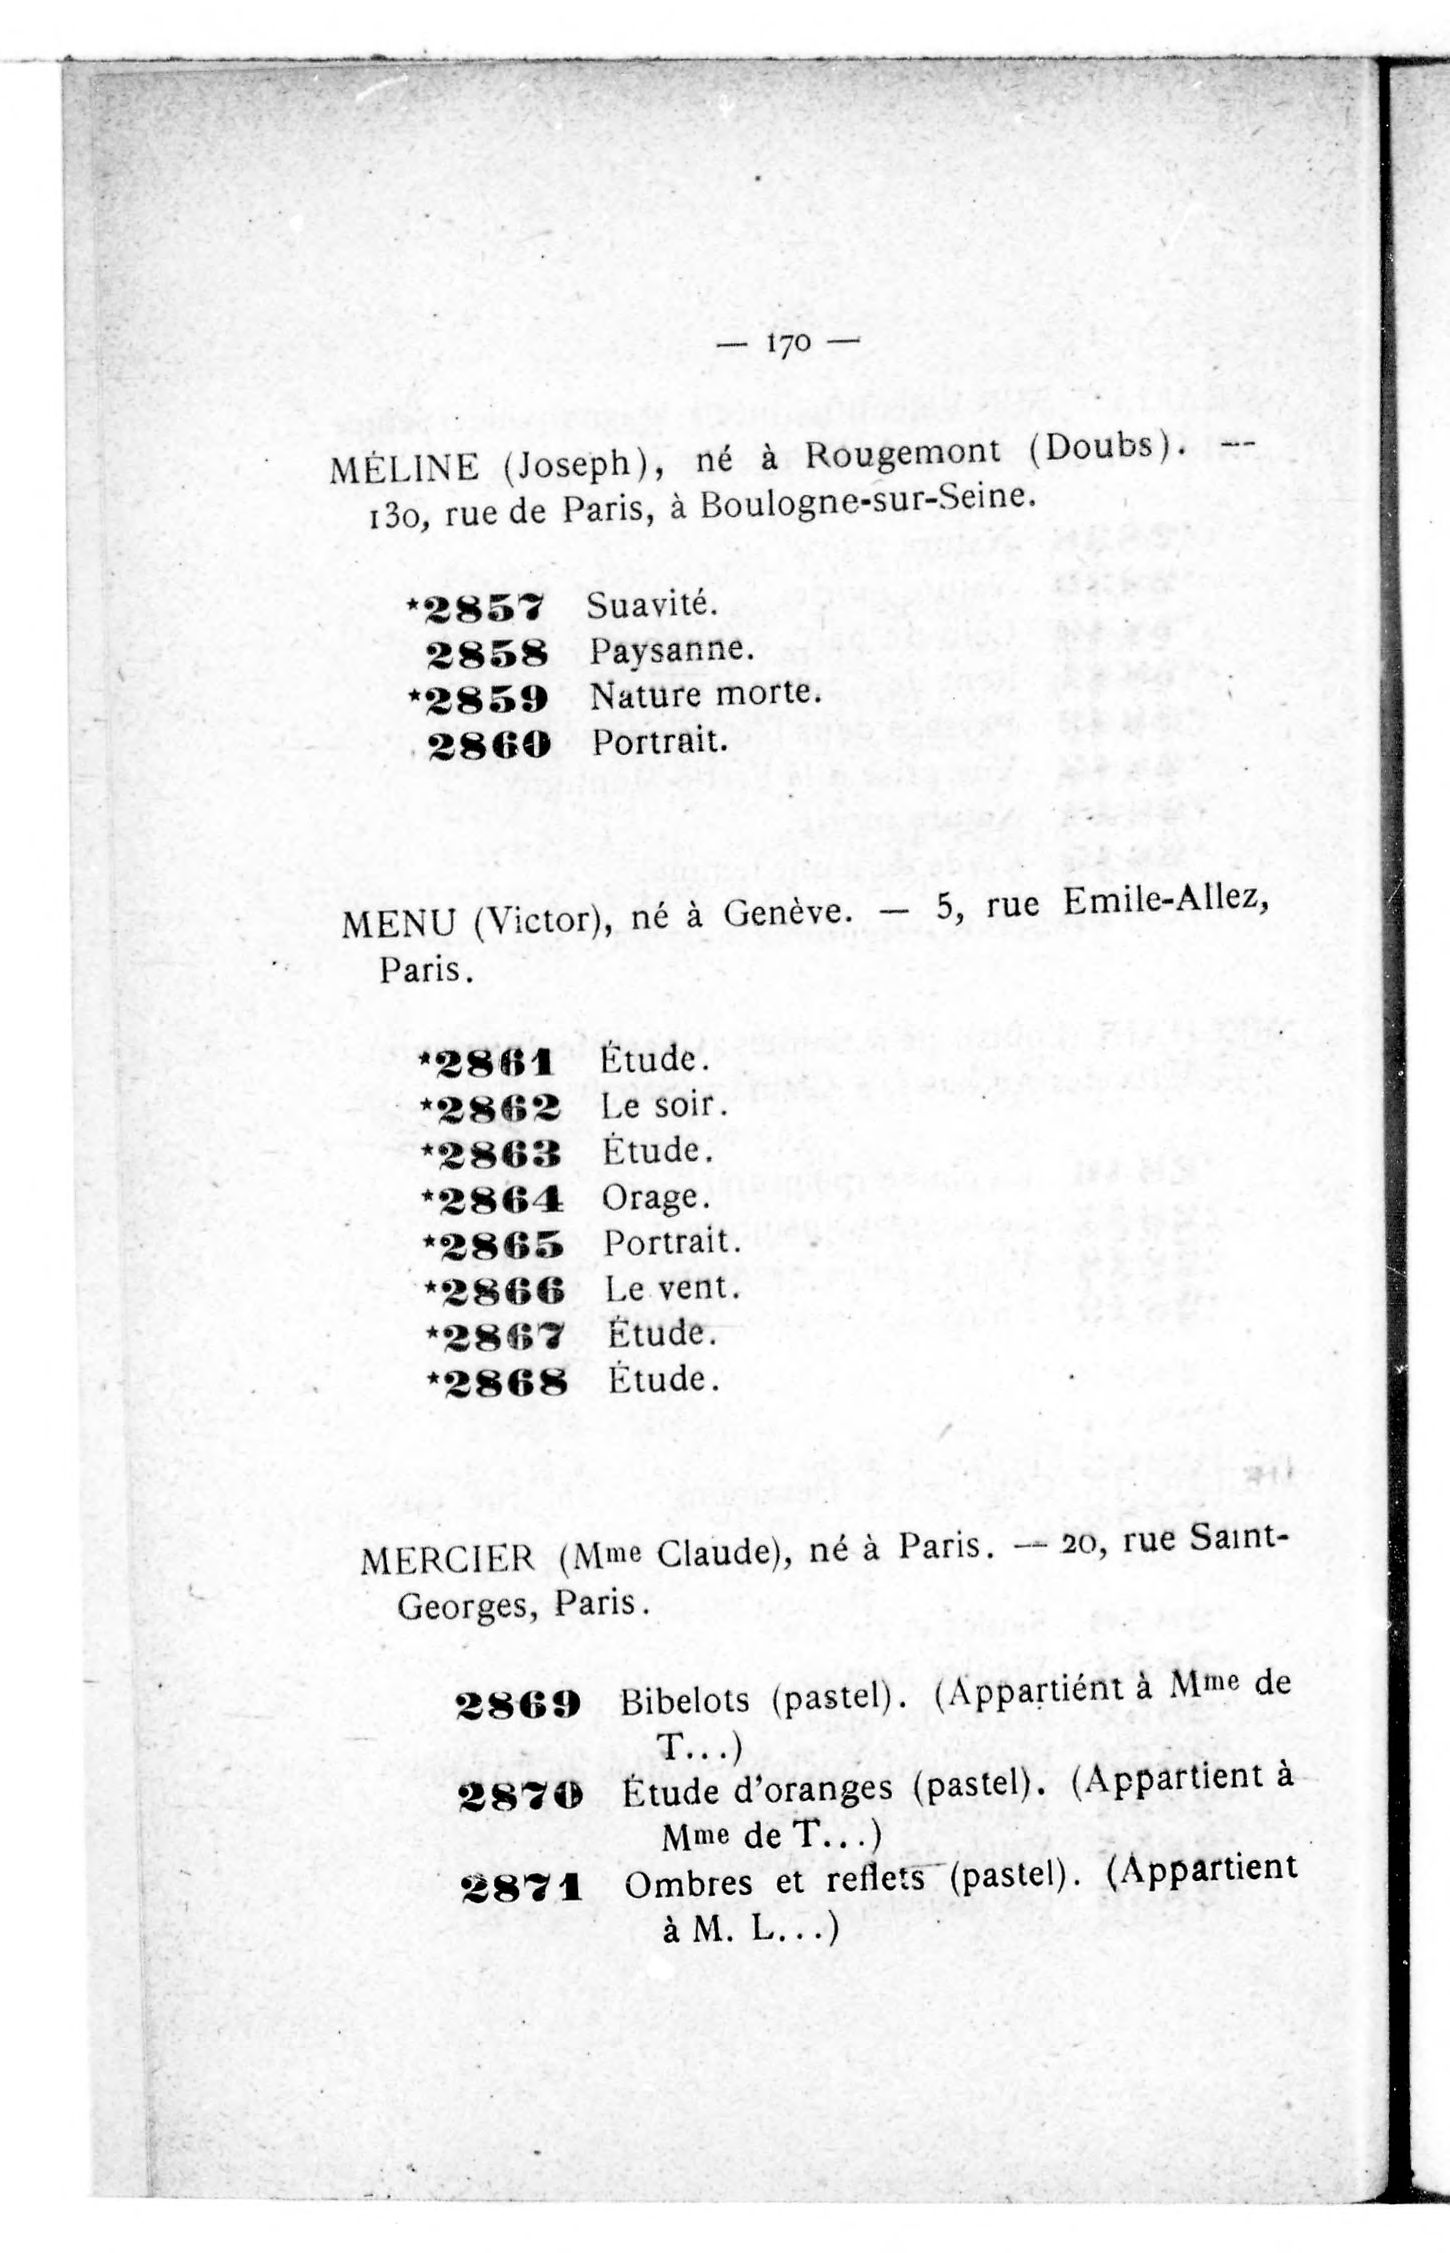 — 170 —
MÉLINE (Joseph), né à Rougemont (Doubs). —
130, rue de Paris, à Boulogne-sur-Seine.
*2857 Suavité.
2858 Paysanne.
*2859 Nature morte.
2860 Portrait.
MENU (Victor), né à Genève. — 5, rue Emile-Allez,
Paris.
*2861 Étude.
*2862 Le soir.
*2863 Étude.
*2864 Orage.
*2865 Portrait.
*2866 Le vent.
*2867 Étude.
*2868 Étude.
MERCIER (Mme Claude), né à Paris. — 20, rue Saint-
Georges, Paris.
2869 Bibelots (pastel). (Appartient à Mme de
T...)
2870 Étude d'oranges (pastel). (Appartient à
Mme de T...)
2871 Ombres et reflets (pastel). (Appartient
à M. L...)